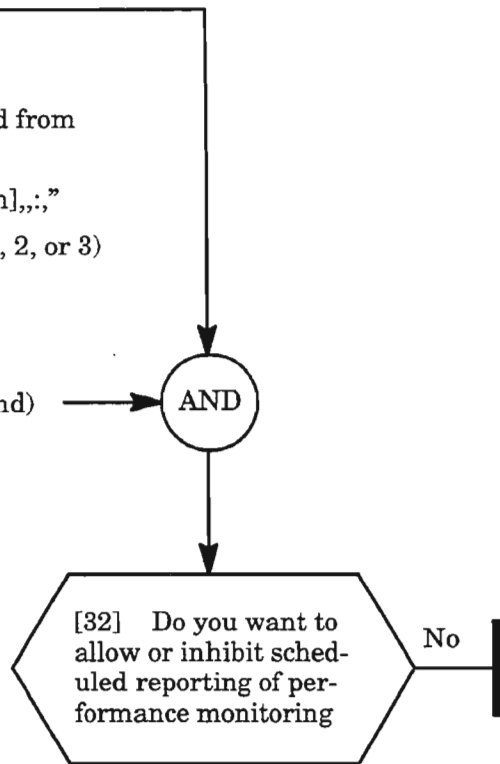 d from
n],,:,”
, 2, or 3)
nd)
AND
[32] Do you want to
allow or inhibit sched-
uled reporting of per-
formance monitoring
No